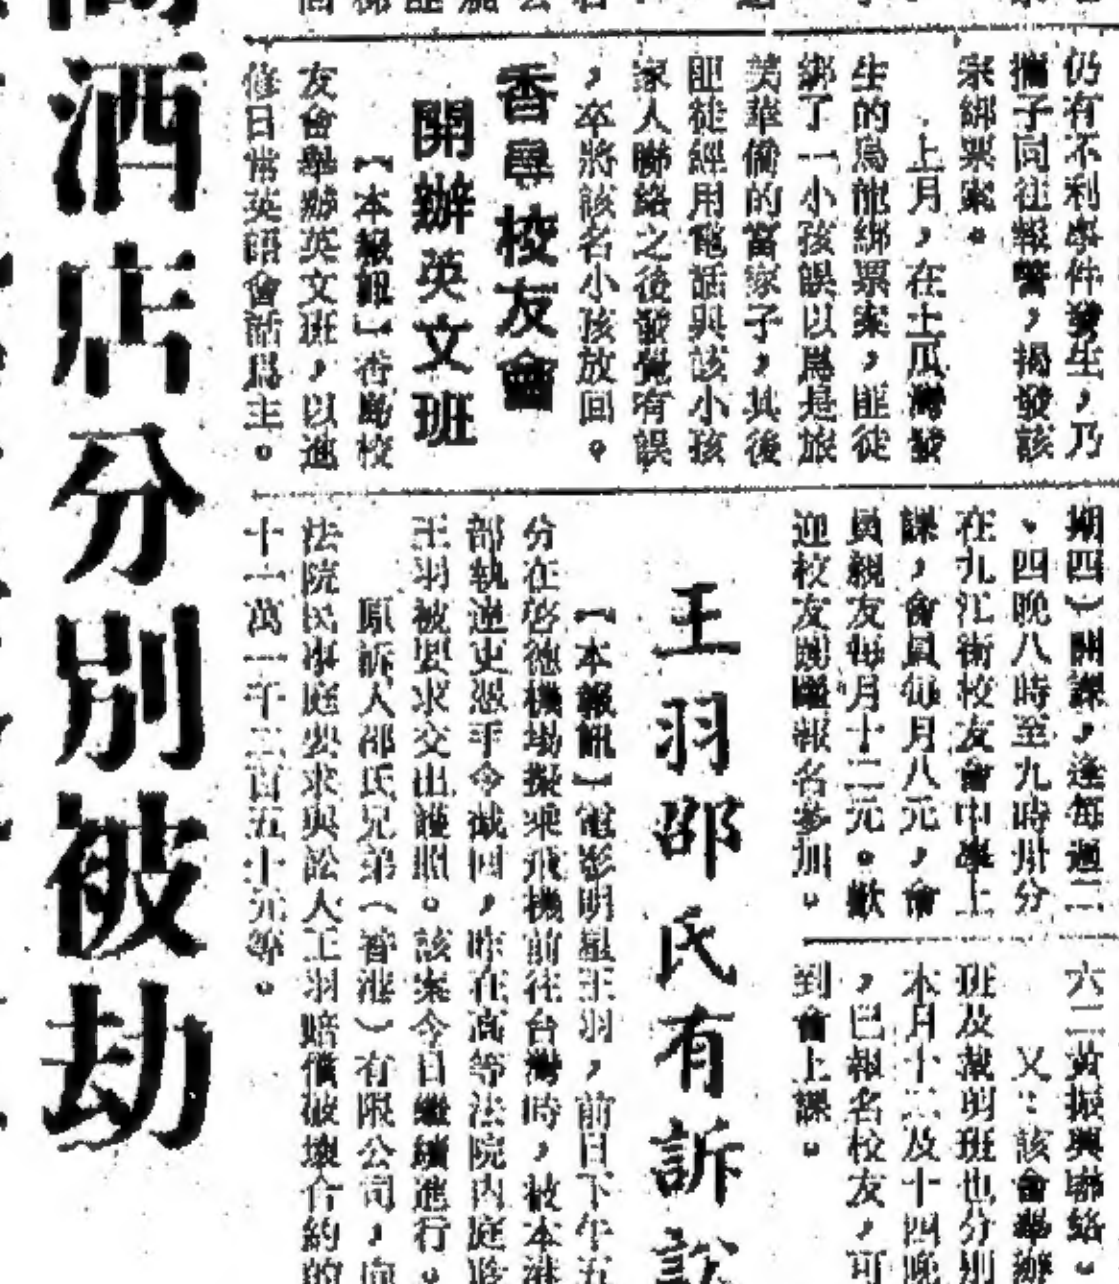 仍有不利事件發生，乃
攜子同往報警，揭發該
宗綁票案。
上月，在土瓜灣發
生的烏龍綁票案，匪徒
綁了一小孩誤以爲是旅
美華僑的富家子，其後
匪徒經用電話與該小孩
家人聯絡之後發覺有誤
，卒將該名小孩放回。
香島校友會
開辦英文班
【本報訊】香島校
友會舉辦英文班，以進
修日常英語會話爲主。
期四）開課，逢每週二
、四晚八時至九時卅分
在九江街校友會中學上
課，會員每月八元，會
員親友每月十二元。歡
迎校友踴躍報名參加。
六二黃振興聯絡。
又：該會舉辦
班及裁剪班也分別
本月十二及十四晚
，已報名校友，可
到會上課。
王羽邵氏有訴訟
【本報訊】電影明星王羽，前日下午五
分在啓德機場擬乘飛機前往台灣時，被本港
部執達吏憑手令截回，昨在高等法院內庭聆
王羽被要求交出護照。該案今日繼續進行。
原訴人邵氏兄弟（香港）有限公司，向
法院民事庭要求與訟人王羽賠償破壞合約的
十一萬一千三百五十元等。
酒店分別被劫